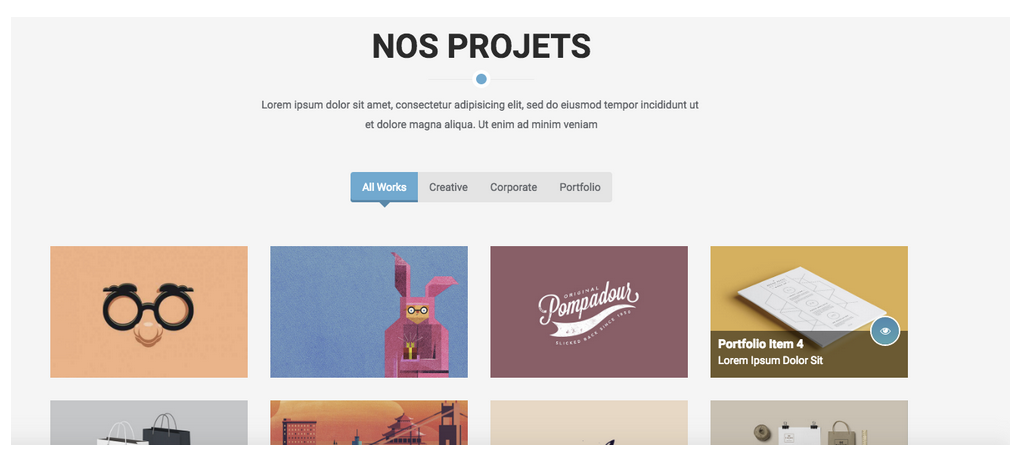 NOS PROJETS
Lorem ipsum dolor sit amet, consectetur adipisicing elit, sed do eiusmod tempor incididunt ut
et dolore magna aliqua. Ut enim ad minim veniam
All Works Creative Corporate Portfolio
ORIGINAL
Pompadour
SLICKER BACK SINCE 1952
Portfolio Item 4
Lorem Ipsum Dolor Sit